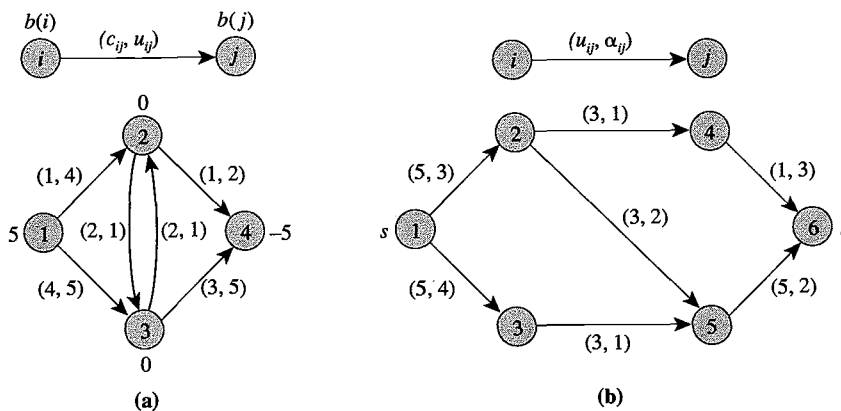 b(i) b(j)
(c_ij, u_ij)
i j
0
2
(1, 4) (1, 2)
5 1 (2, 1) (2, 1) 4 –5
(4, 5) (3, 5)
3
0
(a)
(u_ij, α_ij)
i j
2 (3, 1) 4
(5, 3) (1, 3)
s 1 (3, 2) 6
(5, 4) (5, 2)
3 (3, 1) 5
(b)